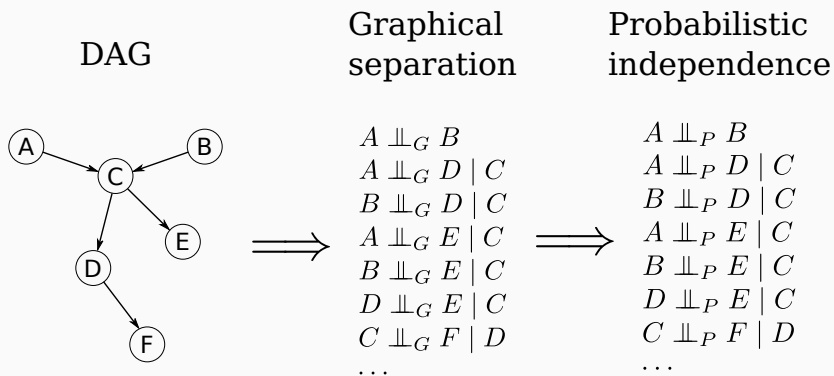 DAG
Graphical
separation
Probabilistic
independence
A
B
C
E
D
F
⟹
A ⫫_G B
A ⫫_G D | C
B ⫫_G D | C
A ⫫_G E | C
B ⫫_G E | C
D ⫫_G E | C
C ⫫_G F | D
...
⟹
A ⫫_P B
A ⫫_P D | C
B ⫫_P D | C
A ⫫_P E | C
B ⫫_P E | C
D ⫫_P E | C
C ⫫_P F | D
...